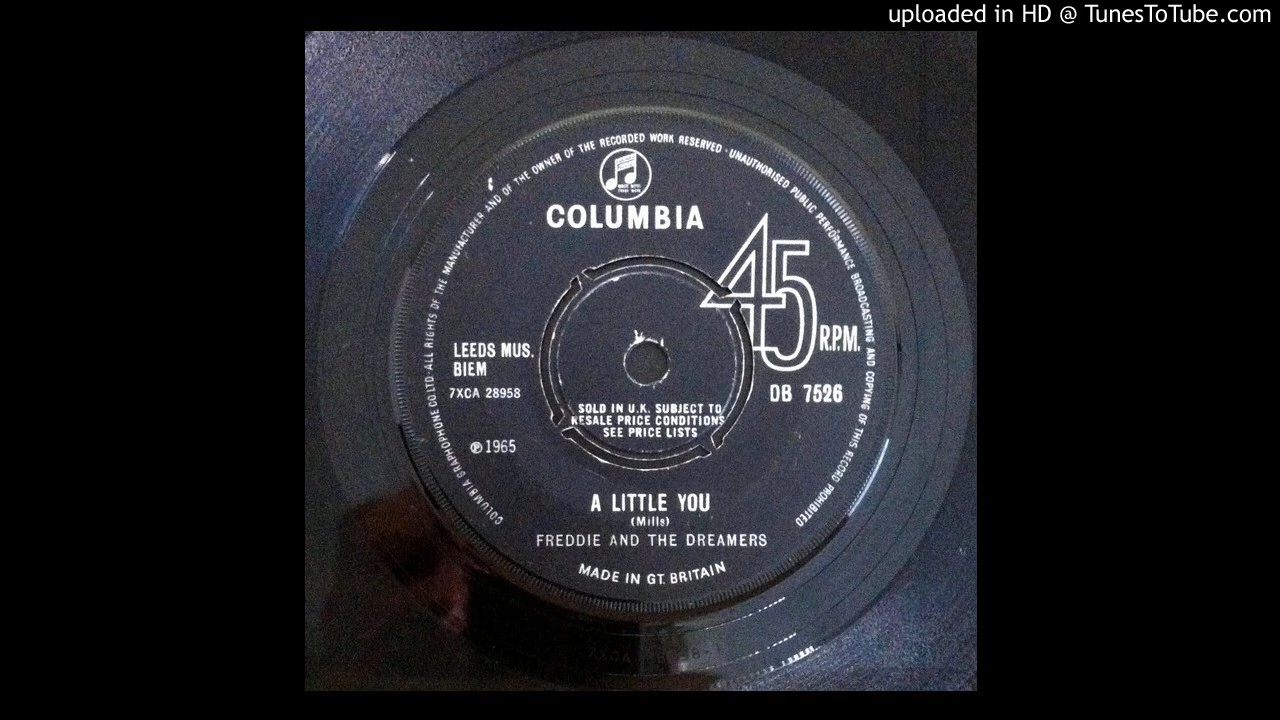 uploaded in HD @ TunesToTube.com
COLUMBIA GRAPHOPHONE CO. LTD · ALL RIGHTS OF THE MANUFACTURER AND OF THE OWNER OF THE RECORDED WORK RESERVED · UNAUTHORISED PUBLIC PERFORMANCE BROADCASTING AND COPYING OF THIS RECORD PROHIBITED
COLUMBIA
45
R.P.M.
LEEDS MUS.
BIEM
7XCA 28958
DB 7526
SOLD IN U.K. SUBJECT TO
RESALE PRICE CONDITIONS
SEE PRICE LISTS
℗ 1965
A LITTLE YOU
(Mills)
FREDDIE AND THE DREAMERS
MADE IN GT. BRITAIN